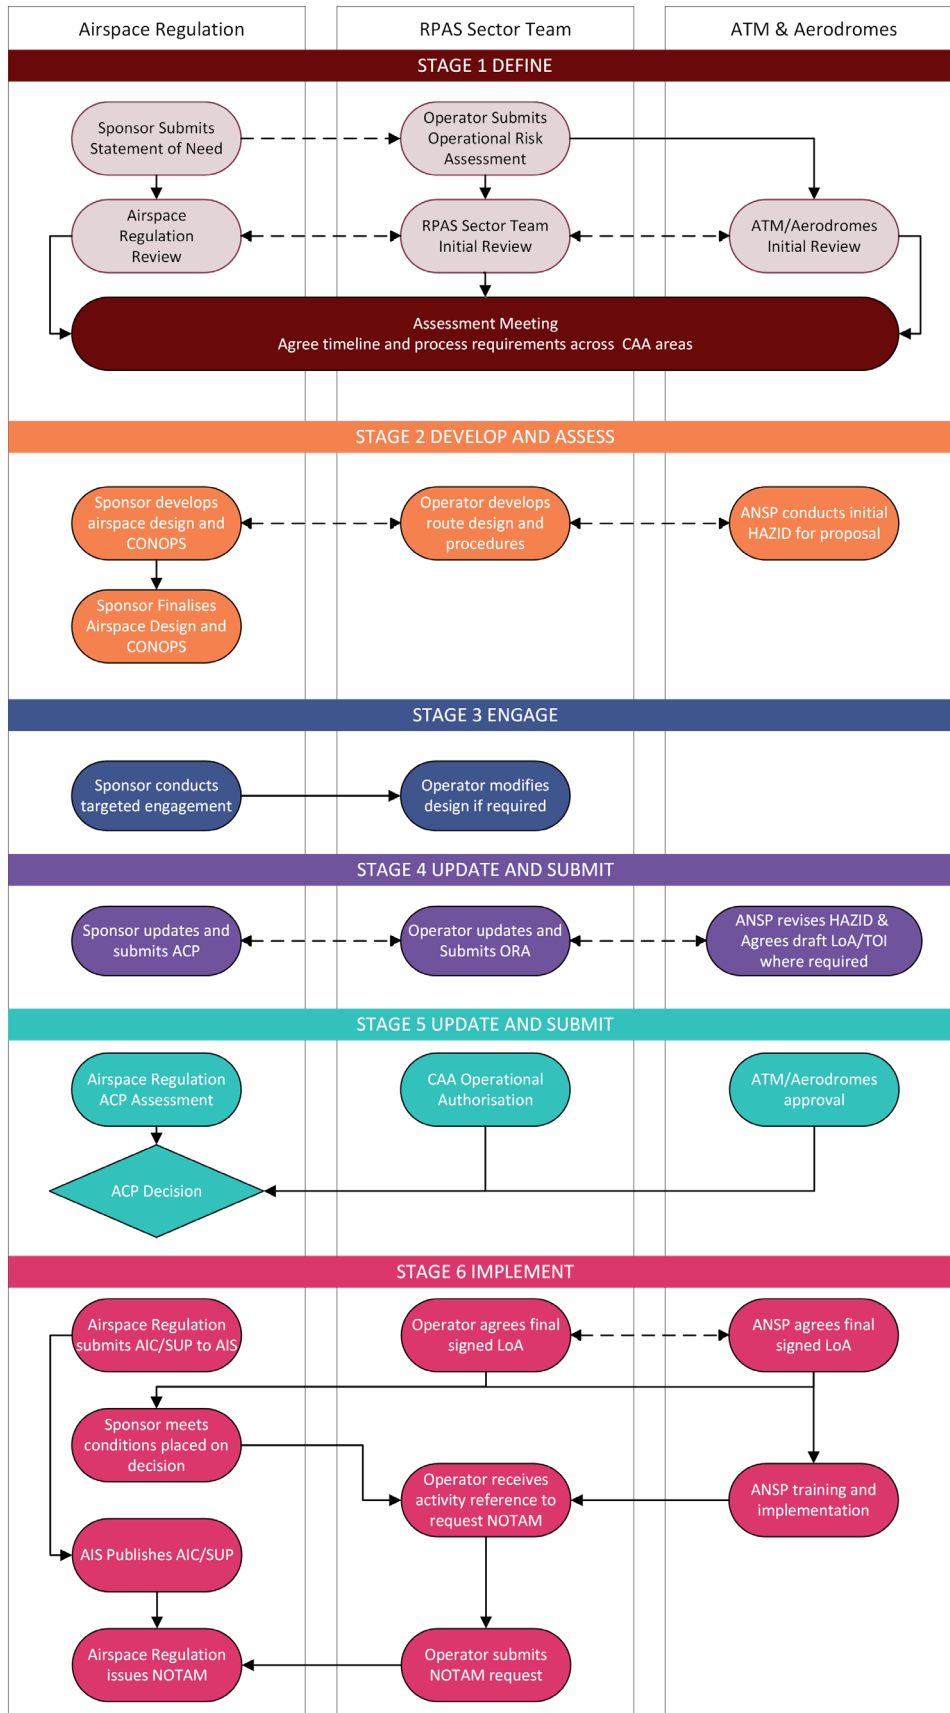 Airspace Regulation
RPAS Sector Team
ATM & Aerodromes
STAGE 1 DEFINE
Sponsor Submits
Statement of Need
Operator Submits
Operational Risk
Assessment
Airspace
Regulation
Review
RPAS Sector Team
Initial Review
ATM/Aerodromes
Initial Review
Assessment Meeting
Agree timeline and process requirements across CAA areas
STAGE 2 DEVELOP AND ASSESS
Sponsor develops
airspace design and
CONOPS
Operator develops
route design and
procedures
ANSP conducts initial
HAZID for proposal
Sponsor Finalises
Airspace Design and
CONOPS
STAGE 3 ENGAGE
Sponsor conducts
targeted engagement
Operator modifies
design if required
STAGE 4 UPDATE AND SUBMIT
Sponsor updates and
submits ACP
Operator updates and
Submits ORA
ANSP revises HAZID &
Agrees draft LoA/TOI
where required
STAGE 5 UPDATE AND SUBMIT
Airspace Regulation
ACP Assessment
CAA Operational
Authorisation
ATM/Aerodromes
approval
ACP Decision
STAGE 6 IMPLEMENT
Airspace Regulation
submits AIC/SUP to AIS
Operator agrees final
signed LoA
ANSP agrees final
signed LoA
Sponsor meets
conditions placed on
decision
Operator receives
activity reference to
request NOTAM
ANSP training and
implementation
AIS Publishes AIC/SUP
Airspace Regulation
issues NOTAM
Operator submits
NOTAM request